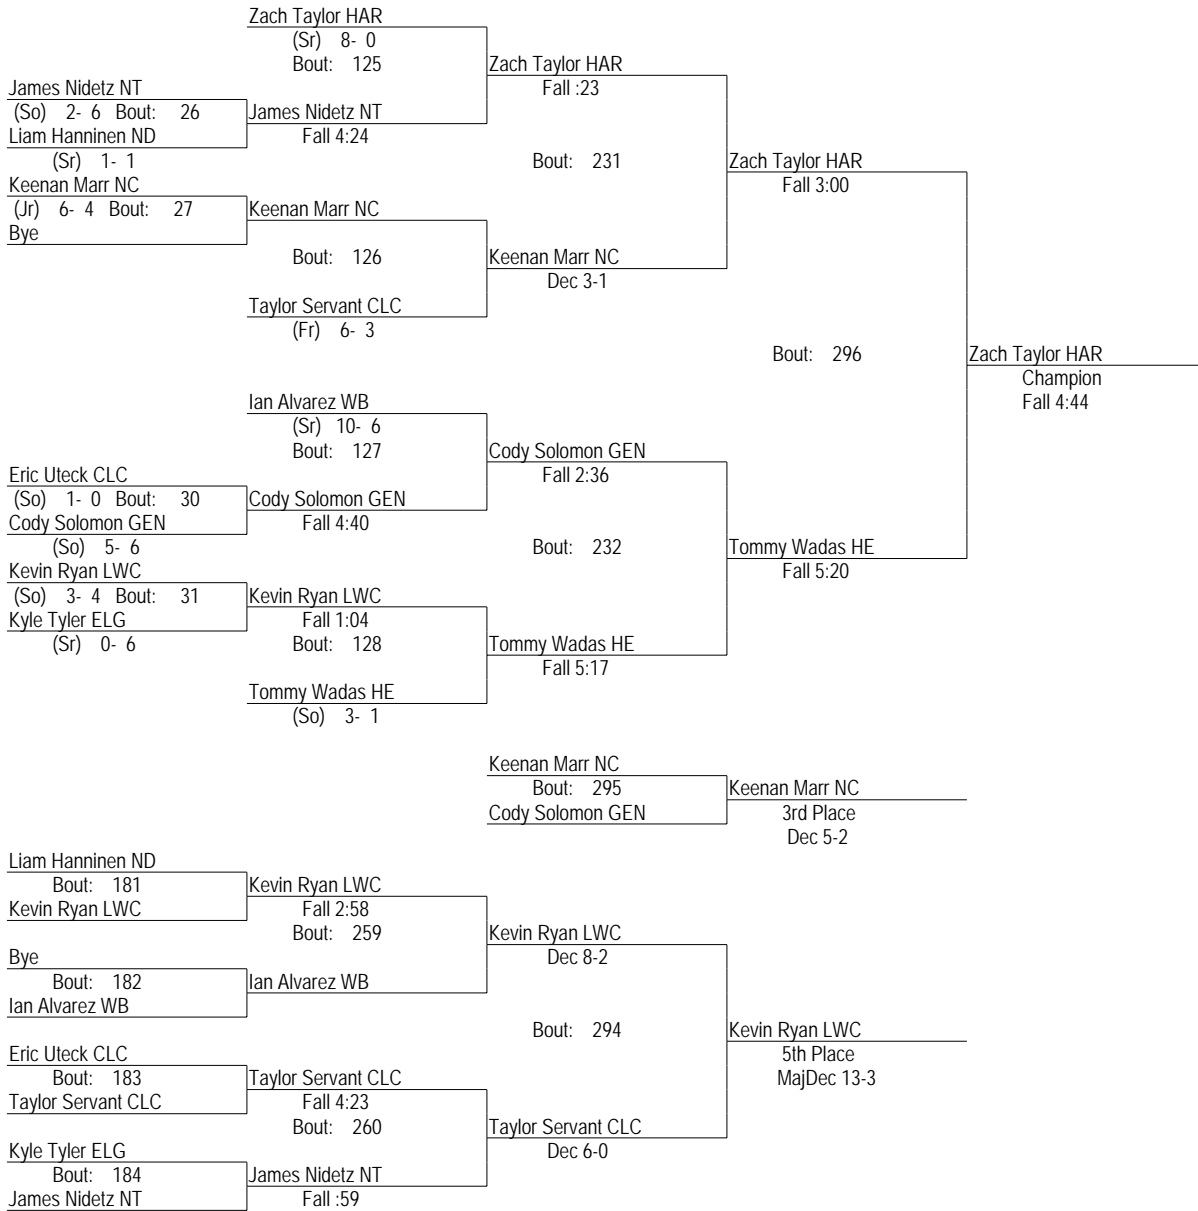 Zach Taylor HAR
(Sr) 8- 0
Bout: 125
Zach Taylor HAR
Fall :23
James Nidetz NT
(So) 2- 6 Bout: 26
James Nidetz NT
Liam Hanninen ND
Fall 4:24
(Sr) 1- 1
Bout: 231
Zach Taylor HAR
Fall 3:00
Keenan Marr NC
(Jr) 6- 4 Bout: 27
Keenan Marr NC
Bye
Bout: 126
Keenan Marr NC
Dec 3-1
Taylor Servant CLC
(Fr) 6- 3
Bout: 296
Zach Taylor HAR
Champion
Fall 4:44
Ian Alvarez WB
(Sr) 10- 6
Bout: 127
Cody Solomon GEN
Fall 2:36
Eric Uteck CLC
(So) 1- 0 Bout: 30
Cody Solomon GEN
Cody Solomon GEN
Fall 4:40
(So) 5- 6
Bout: 232
Tommy Wadas HE
Fall 5:20
Kevin Ryan LWC
(So) 3- 4 Bout: 31
Kevin Ryan LWC
Kyle Tyler ELG
Fall 1:04
(Sr) 0- 6
Bout: 128
Tommy Wadas HE
Fall 5:17
Tommy Wadas HE
(So) 3- 1
Keenan Marr NC
Bout: 295
Keenan Marr NC
Cody Solomon GEN
3rd Place
Dec 5-2
Liam Hanninen ND
Bout: 181
Kevin Ryan LWC
Kevin Ryan LWC
Fall 2:58
Bout: 259
Kevin Ryan LWC
Dec 8-2
Bye
Bout: 182
Ian Alvarez WB
Ian Alvarez WB
Bout: 294
Kevin Ryan LWC
5th Place
MajDec 13-3
Eric Uteck CLC
Bout: 183
Taylor Servant CLC
Taylor Servant CLC
Fall 4:23
Bout: 260
Taylor Servant CLC
Dec 6-0
Kyle Tyler ELG
Bout: 184
James Nidetz NT
James Nidetz NT
Fall :59